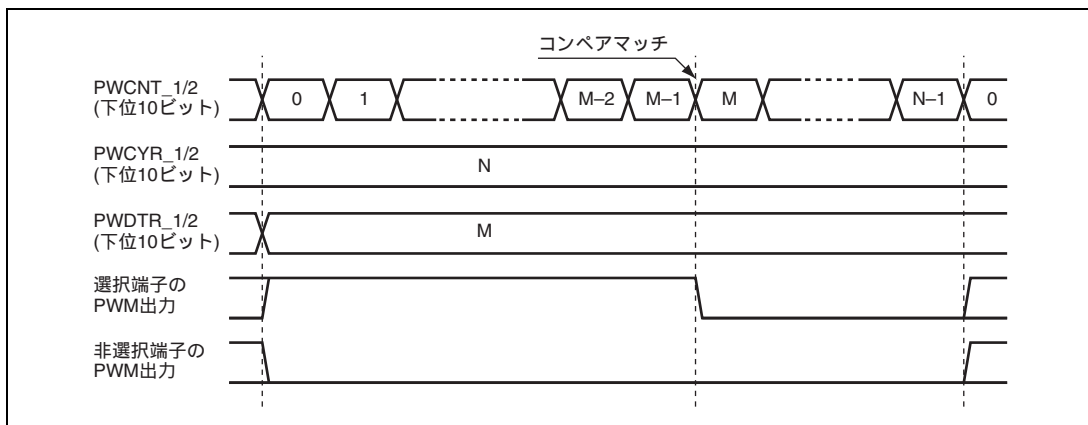 コンペアマッチ
PWCNT_1/2
(下位10ビット)
0 1 M–2 M–1 M N–1 0
PWCYR_1/2
(下位10ビット)
N
PWDTR_1/2
(下位10ビット)
M
選択端子の
PWM出力
非選択端子の
PWM出力